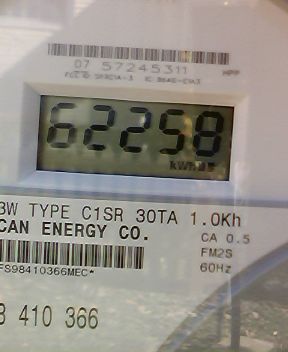 07 57245311 HPP
62258
kWh
3W TYPE C1SR 30TA 1.0Kh
CAN ENERGY CO.
CA 0.5
FM2S
60Hz
FS98410366MEC*
410 366